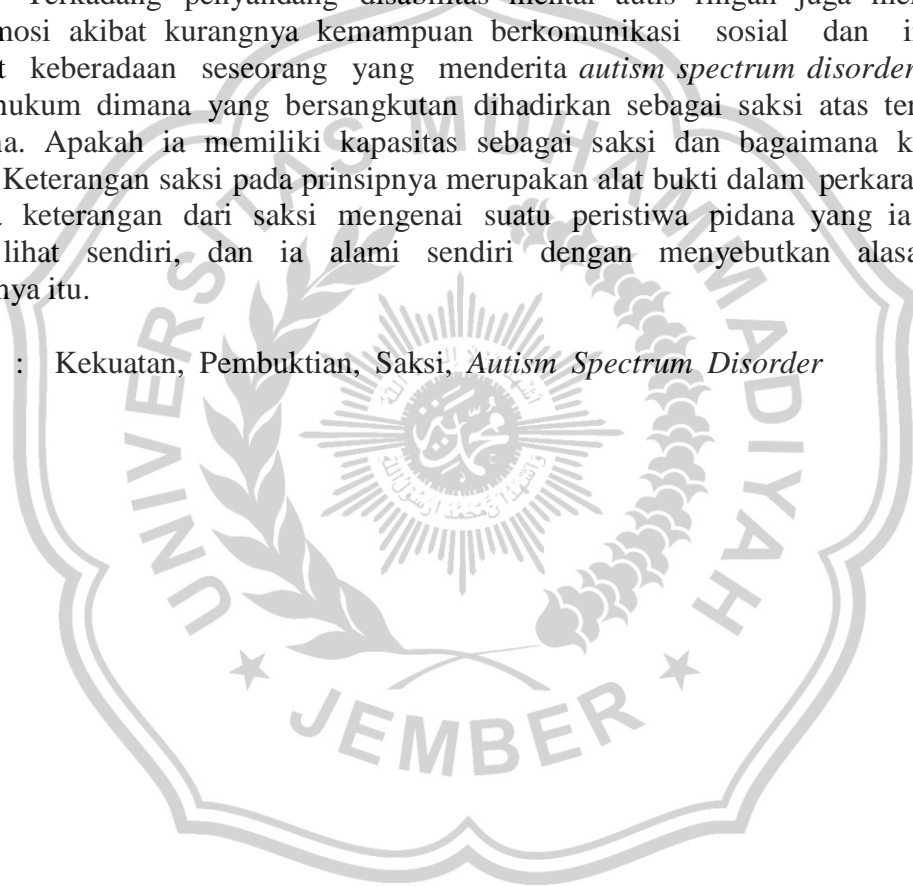 Terkadang penyandang disabilitas mental autis ringan juga
mosi akibat kurangnya kemampuan berkomunikasi sosial dan
t keberadaan seseorang yang menderita autism spectrum disorder
hukum dimana yang bersangkutan dihadirkan sebagai saksi atas
na. Apakah ia memiliki kapasitas sebagai saksi dan bagaimana
Keterangan saksi pada prinsipnya merupakan alat bukti dalam perkara
keterangan dari saksi mengenai suatu peristiwa pidana yang ia
lihat sendiri, dan ia alami sendiri dengan menyebutkan
nya itu.
: Kekuatan, Pembuktian, Saksi, Autism Spectrum Disorder
UNIVERSITAS MUHAMMADIYAH
JEMBER